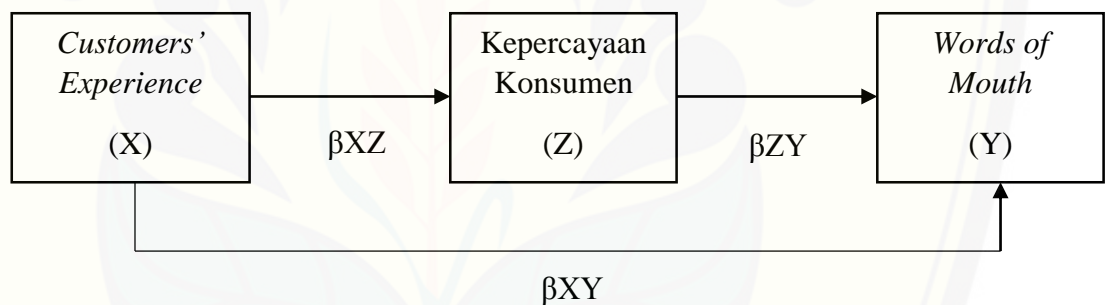 Customers’
Experience
(X)
Kepercayaan
Konsumen
(Z)
Words of
Mouth
(Y)
βXZ
βZY
βXY